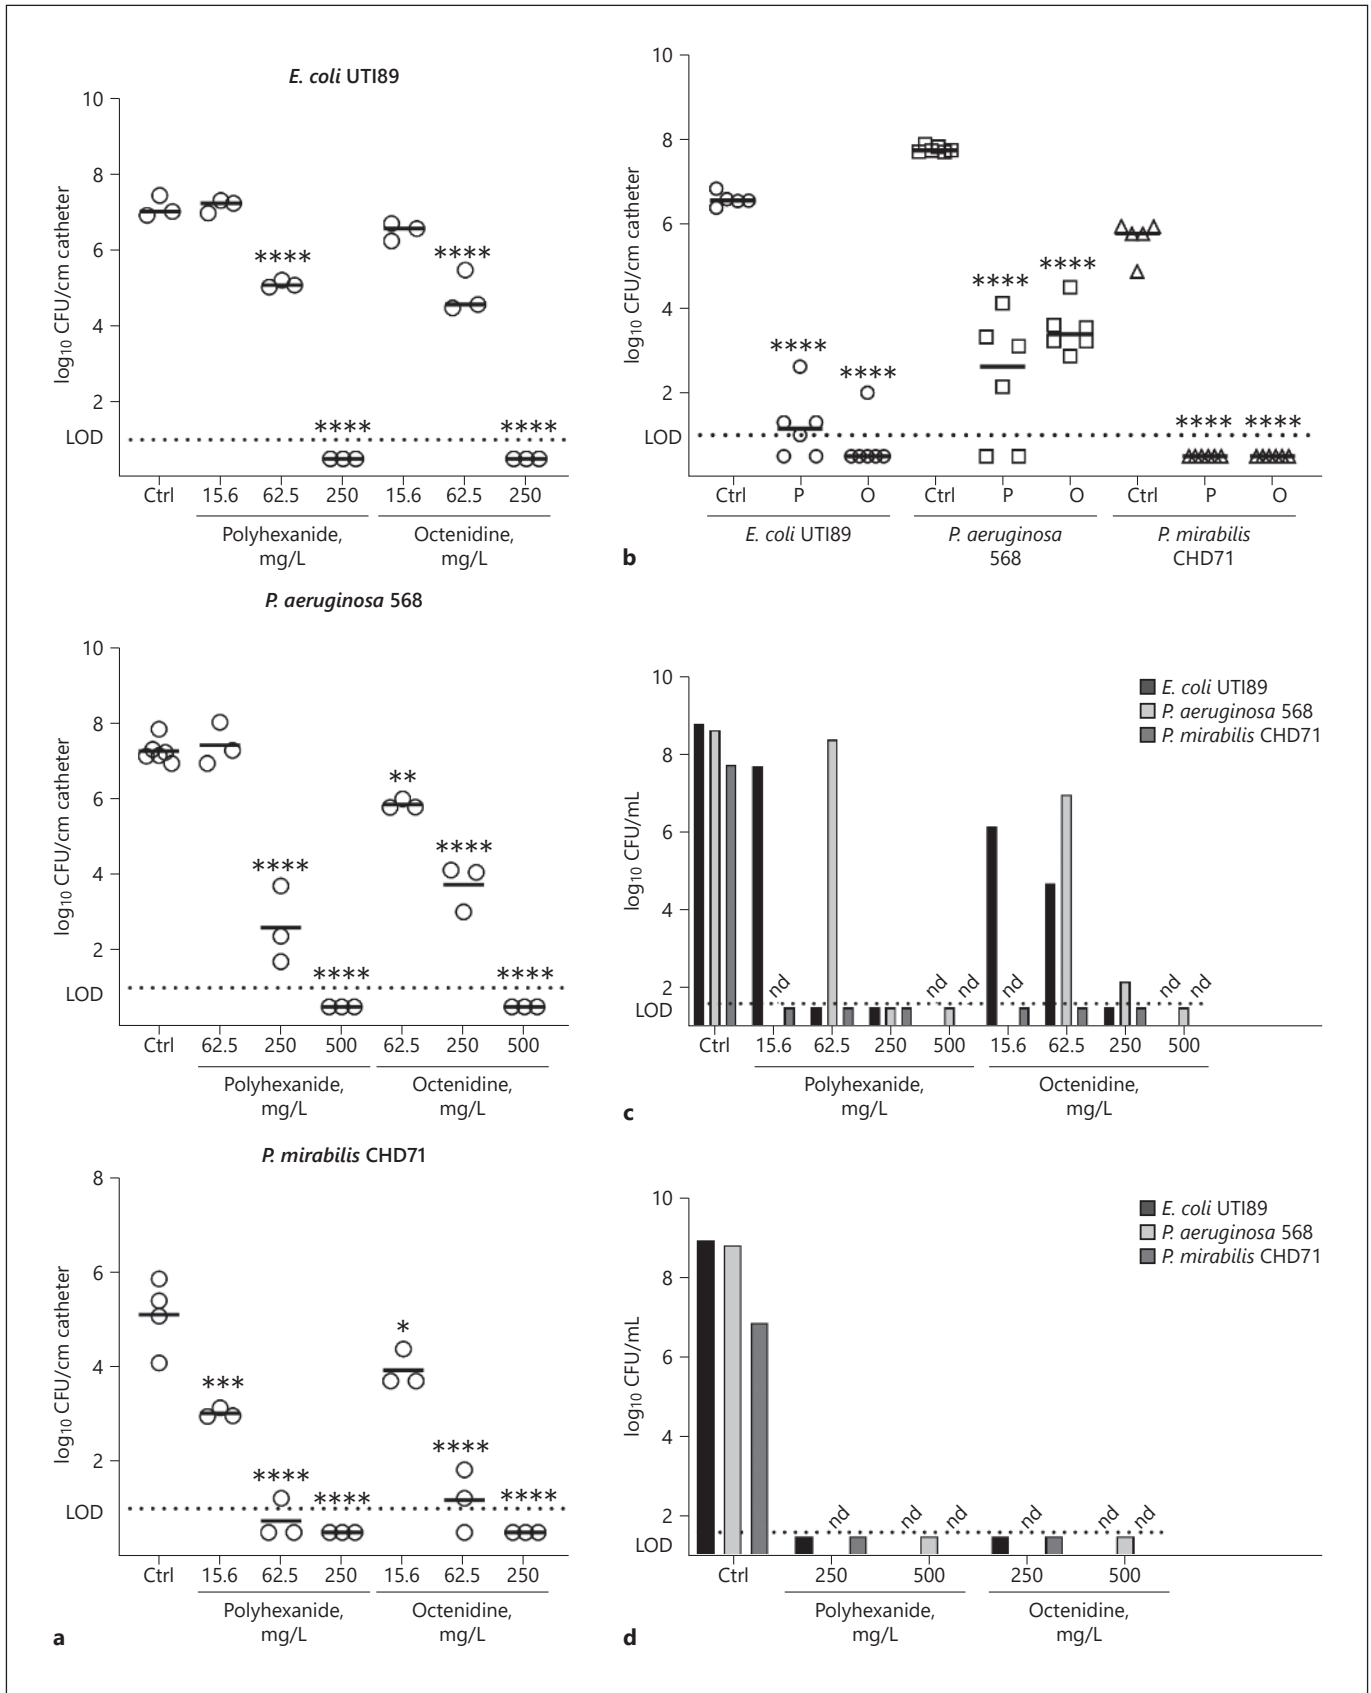 E. coli UTI89
10
8
6
4
2
LOD
log10 CFU/cm catheter
****
****
****
****
Ctrl
15.6
62.5
250
15.6
62.5
250
Polyhexanide,
mg/L
Octenidine,
mg/L
P. aeruginosa 568
10
8
6
4
2
LOD
log10 CFU/cm catheter
****
****
**
****
****
Ctrl
62.5
250
500
62.5
250
500
Polyhexanide,
mg/L
Octenidine,
mg/L
P. mirabilis CHD71
8
6
4
2
LOD
log10 CFU/cm catheter
***
****
****
*
****
****
Ctrl
15.6
62.5
250
15.6
62.5
250
Polyhexanide,
mg/L
Octenidine,
mg/L
a
10
8
6
4
2
LOD
log10 CFU/cm catheter
****
****
****
****
****
****
Ctrl
P
O
Ctrl
P
O
Ctrl
P
O
E. coli UTI89
P. aeruginosa
568
P. mirabilis
CHD71
b
10
8
6
4
2
LOD
log10 CFU/mL
E. coli UTI89
P. aeruginosa 568
P. mirabilis CHD71
nd
nd
nd
nd
nd
nd
Ctrl
15.6
62.5
250
500
15.6
62.5
250
500
Polyhexanide,
mg/L
Octenidine,
mg/L
c
10
8
6
4
2
LOD
log10 CFU/mL
E. coli UTI89
P. aeruginosa 568
P. mirabilis CHD71
nd
nd
nd
nd
nd
nd
Ctrl
250
500
250
500
Polyhexanide,
mg/L
Octenidine,
mg/L
d